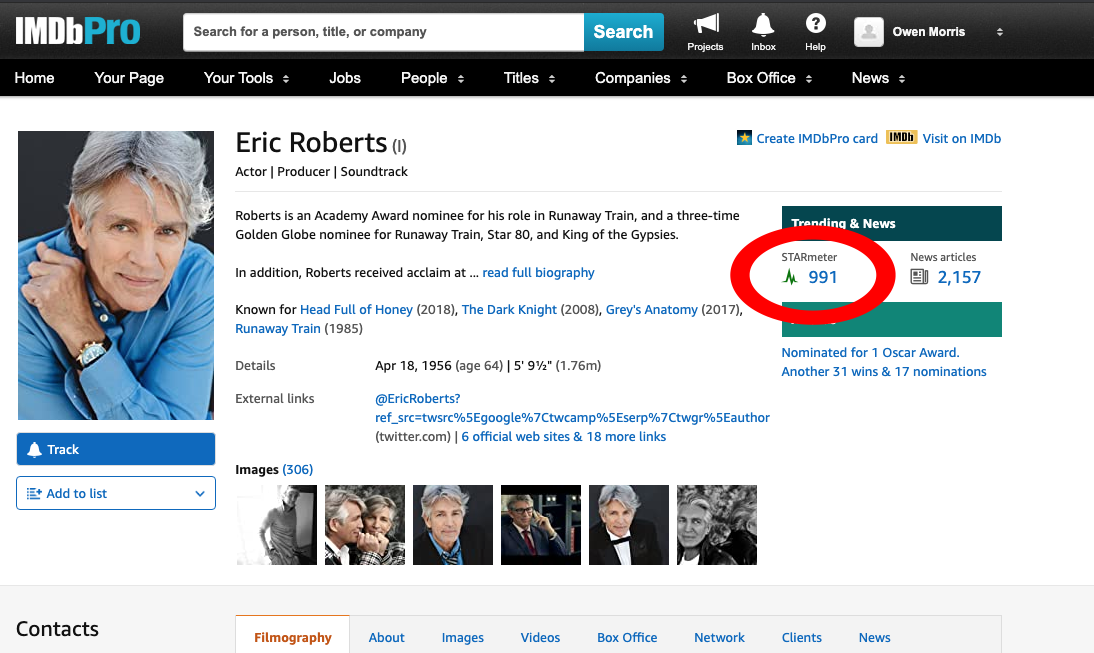 IMDbPro
Search for a person, title, or company
Search
Projects
Inbox
Help
Owen Morris
Home
Your Page
Your Tools
Jobs
People
Titles
Companies
Box Office
News
Eric Roberts (I)
Create IMDbPro card
IMDb
Visit on IMDb
Actor | Producer | Soundtrack
Roberts is an Academy Award nominee for his role in Runaway Train, and a three-time
Golden Globe nominee for Runaway Train, Star 80, and King of the Gypsies.
In addition, Roberts received acclaim at ... read full biography
Known for Head Full of Honey (2018), The Dark Knight (2008), Grey's Anatomy (2017),
Runaway Train (1985)
Details
Apr 18, 1956 (age 64) | 5' 9½" (1.76m)
External links
@EricRoberts?
ref_src=twsrc%5Egoogle%7Ctwcamp%5Eserp%7Ctwgr%5Eauthor
(twitter.com) | 6 official web sites & 18 more links
Trending & News
STARmeter
991
News articles
2,157
Nominated for 1 Oscar Award.
Another 31 wins & 17 nominations
Track
Add to list
Images (306)
Contacts
Filmography
About
Images
Videos
Box Office
Network
Clients
News